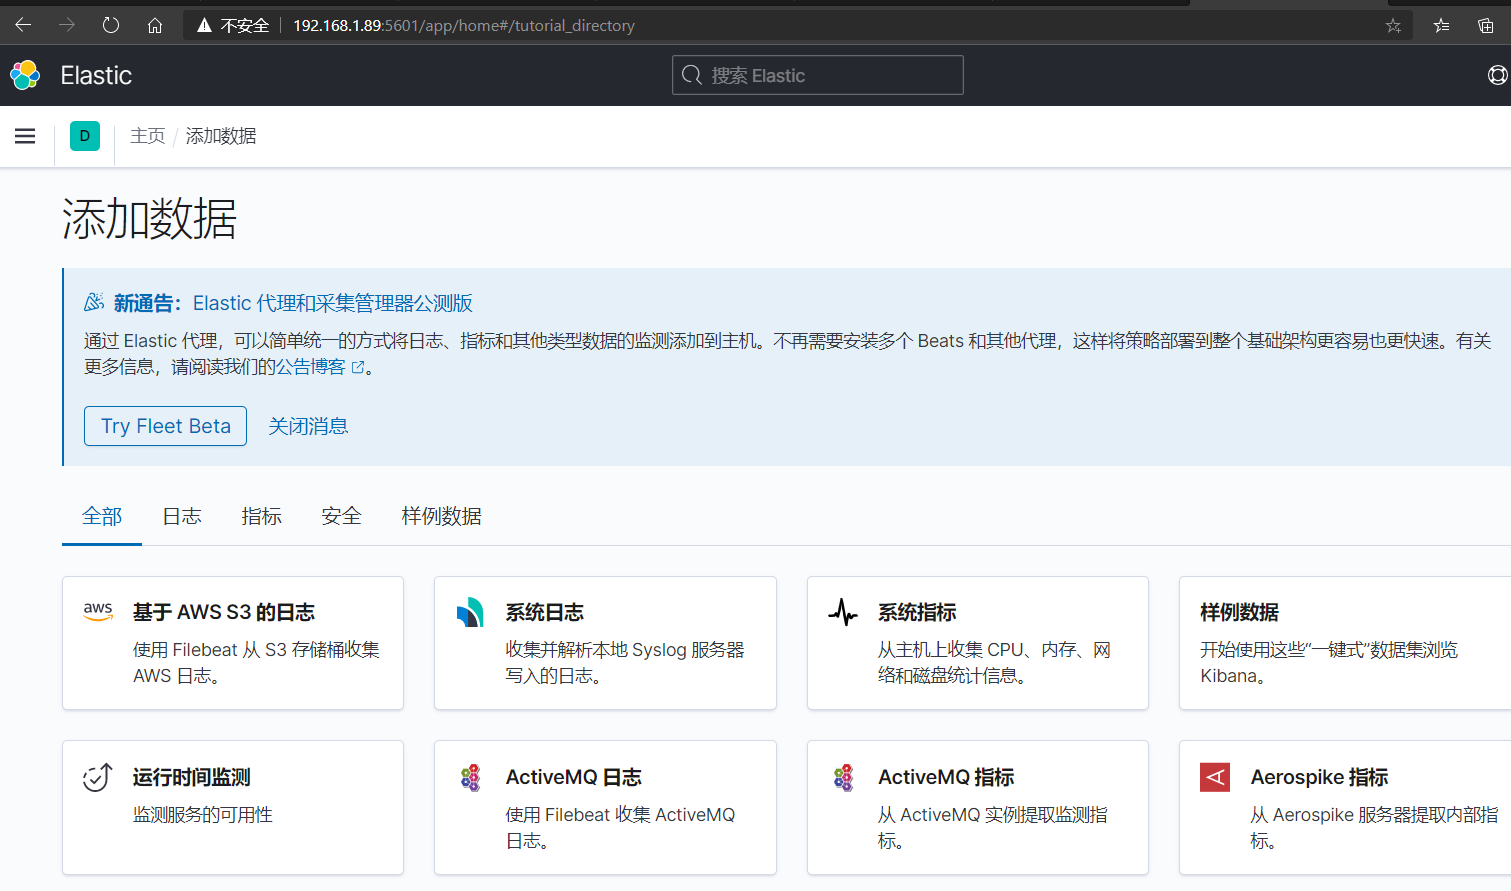 不安全 192.168.1.89:5601/app/home#/tutorial_directory
Elastic
搜索 Elastic
D 主页 / 添加数据
添加数据
新通告：Elastic 代理和采集管理器公测版
通过 Elastic 代理，可以简单统一的方式将日志、指标和其他类型数据的监测添加到主机。不再需要安装多个 Beats 和其他代理，这样将策略部署到整个基础架构更容易也更快速。有关
更多信息，请阅读我们的公告博客。
Try Fleet Beta 关闭消息
全部 日志 指标 安全 样例数据
aws
基于 AWS S3 的日志
使用 Filebeat 从 S3 存储桶收集
AWS 日志。
系统日志
收集并解析本地 Syslog 服务器
写入的日志。
系统指标
从主机上收集 CPU、内存、网
络和磁盘统计信息。
样例数据
开始使用这些“一键式”数据集浏览
Kibana。
运行时间监测
监测服务的可用性
ActiveMQ 日志
使用 Filebeat 收集 ActiveMQ
日志。
ActiveMQ 指标
从 ActiveMQ 实例提取监测指
标。
Aerospike 指标
从 Aerospike 服务器提取内部指
标。